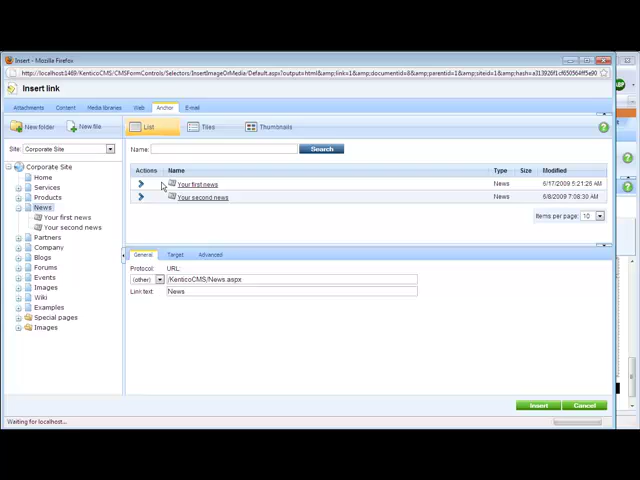 Insert - Mozilla Firefox
Insert link
Attachments Content Media libraries Web Anchor E-mail
New folder New file
List Tiles Thumbnails
Site: Corporate Site
Name: Search
Corporate Site
Home
Services
Products
News
Your first news
Your second news
Partners
Company
Blogs
Forums
Events
Images
Wiki
Examples
Special pages
Images
Actions Name Type Size Modified
Your first news News 6/17/2009 5:21:26 AM
Your second news News 6/8/2009 7:08:30 AM
Items per page: 10
General Target Advanced
Protocol: URL:
(other) /KenticoCMS/News.aspx
Link text: News
Insert Cancel
Waiting for localhost...